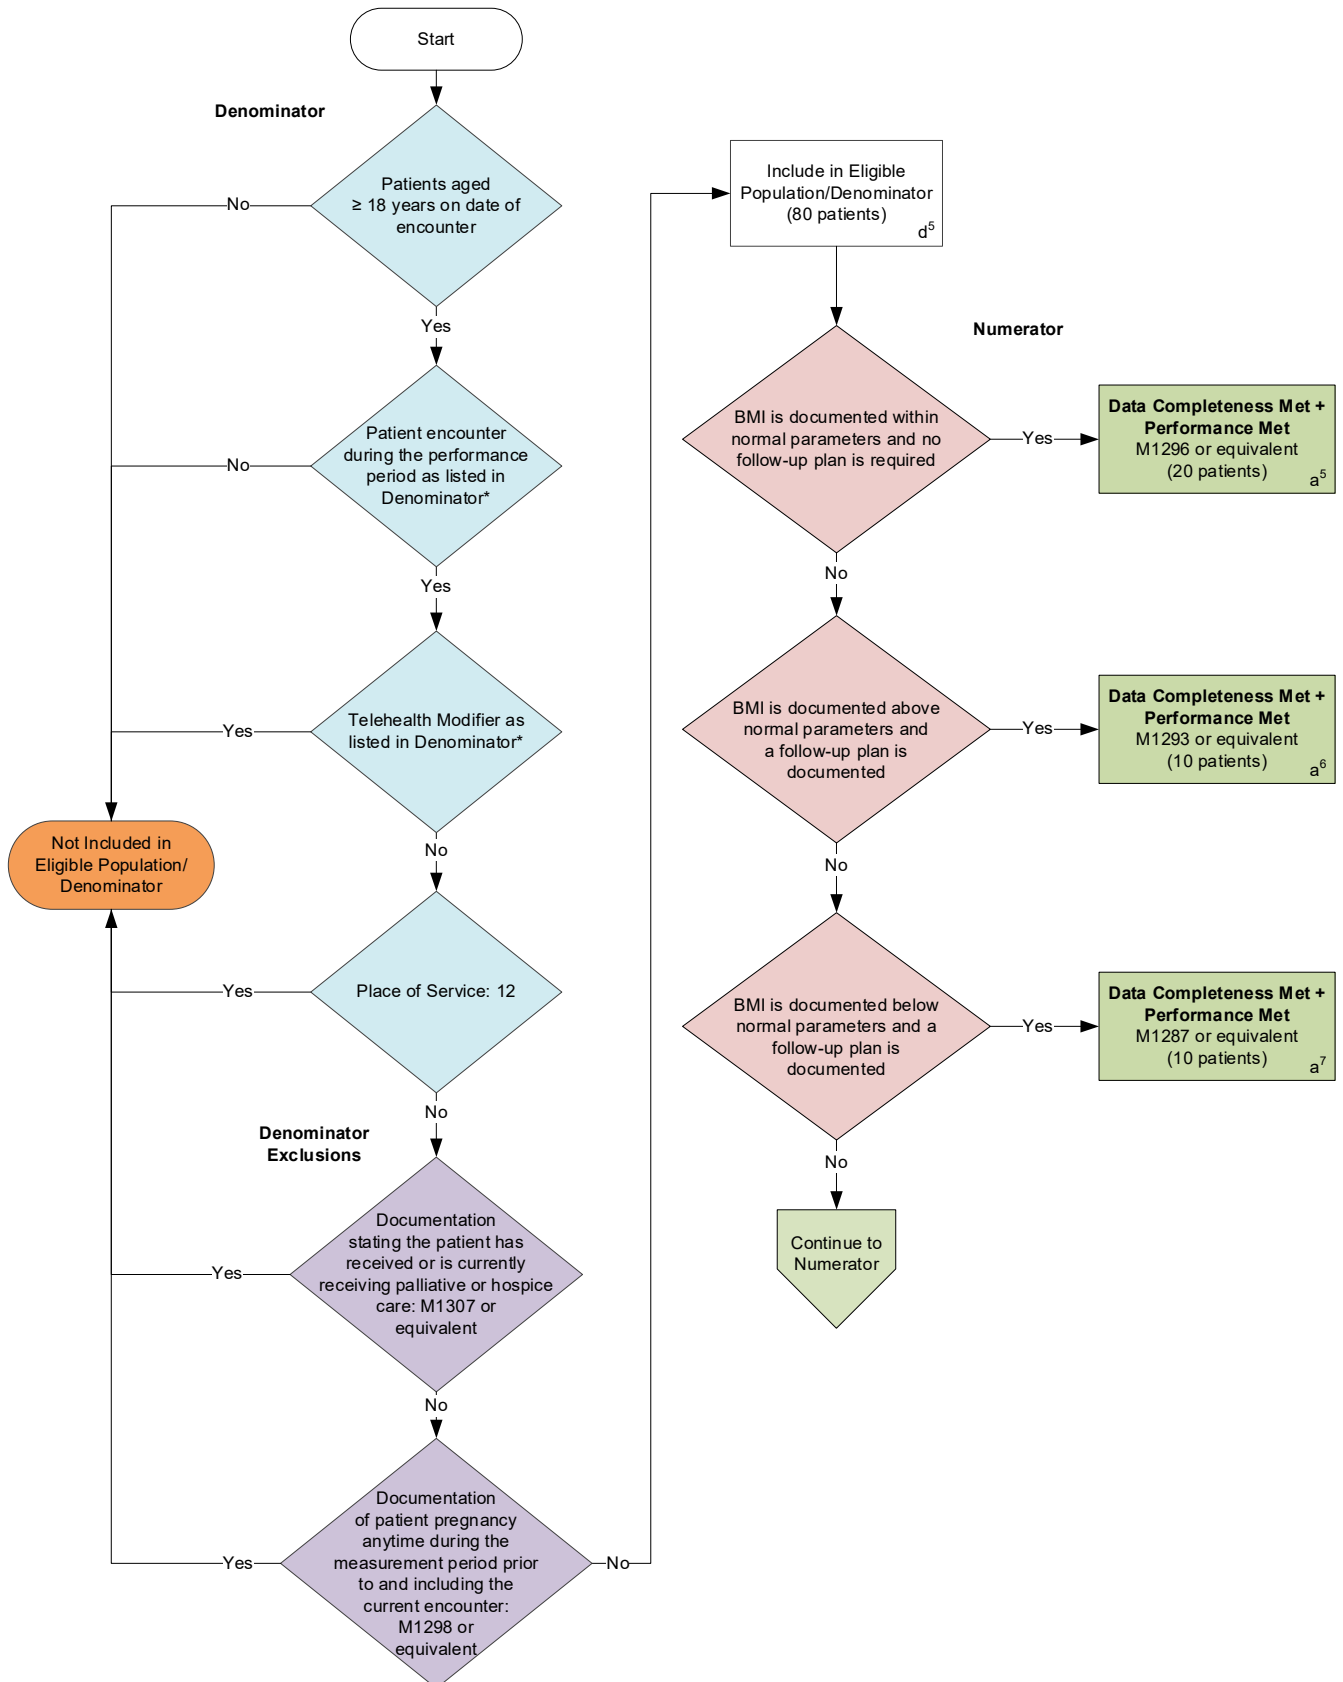 Start
Denominator
Patients aged
≥ 18 years on date of
encounter
No
Yes
Patient encounter
during the performance
period as listed in
Denominator*
No
Yes
Telehealth Modifier as
listed in Denominator*
Yes
No
Not Included in
Eligible Population/
Denominator
Place of Service: 12
Yes
No
Denominator
Exclusions
Documentation
stating the patient has
received or is currently
receiving palliative or hospice
care: M1307 or
equivalent
Yes
No
Documentation
of patient pregnancy
anytime during the
measurement period prior
to and including the
current encounter:
M1298 or
equivalent
Yes
No
Include in Eligible
Population/Denominator
(80 patients)
d⁵
Numerator
BMI is documented within
normal parameters and no
follow-up plan is required
Yes
Data Completeness Met +
Performance Met
M1296 or equivalent
(20 patients)
a⁵
No
BMI is documented above
normal parameters and
a follow-up plan is
documented
Yes
Data Completeness Met +
Performance Met
M1293 or equivalent
(10 patients)
a⁶
No
BMI is documented below
normal parameters and a
follow-up plan is
documented
Yes
Data Completeness Met +
Performance Met
M1287 or equivalent
(10 patients)
a⁷
No
Continue to
Numerator